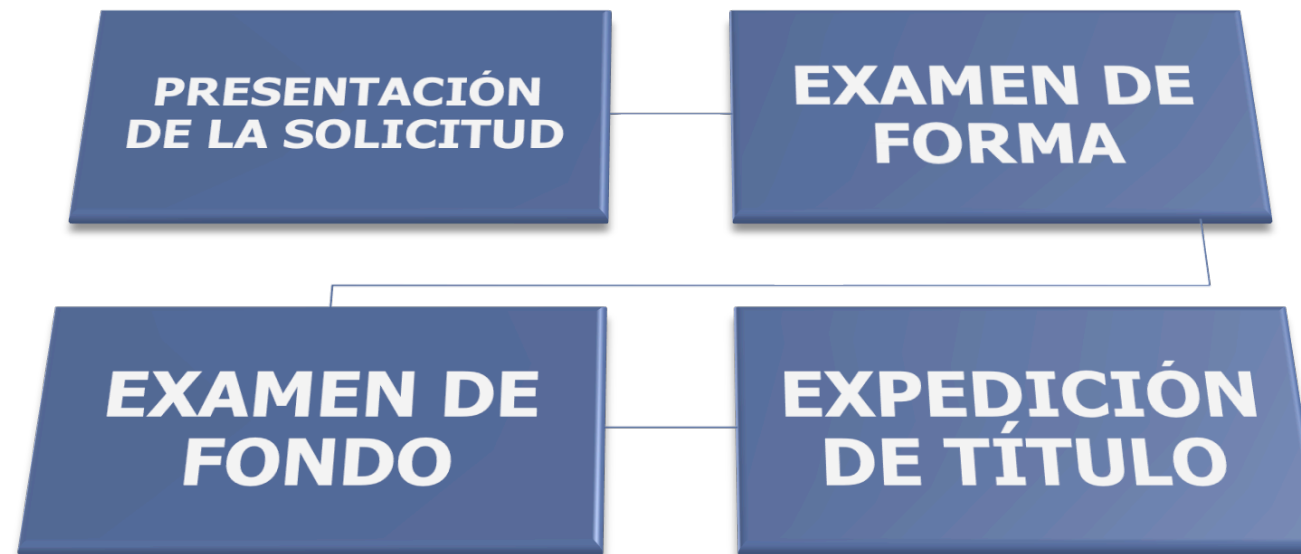 PRESENTACIÓN
DE LA SOLICITUD
EXAMEN DE
FORMA
EXAMEN DE
FONDO
EXPEDICIÓN
DE TÍTULO